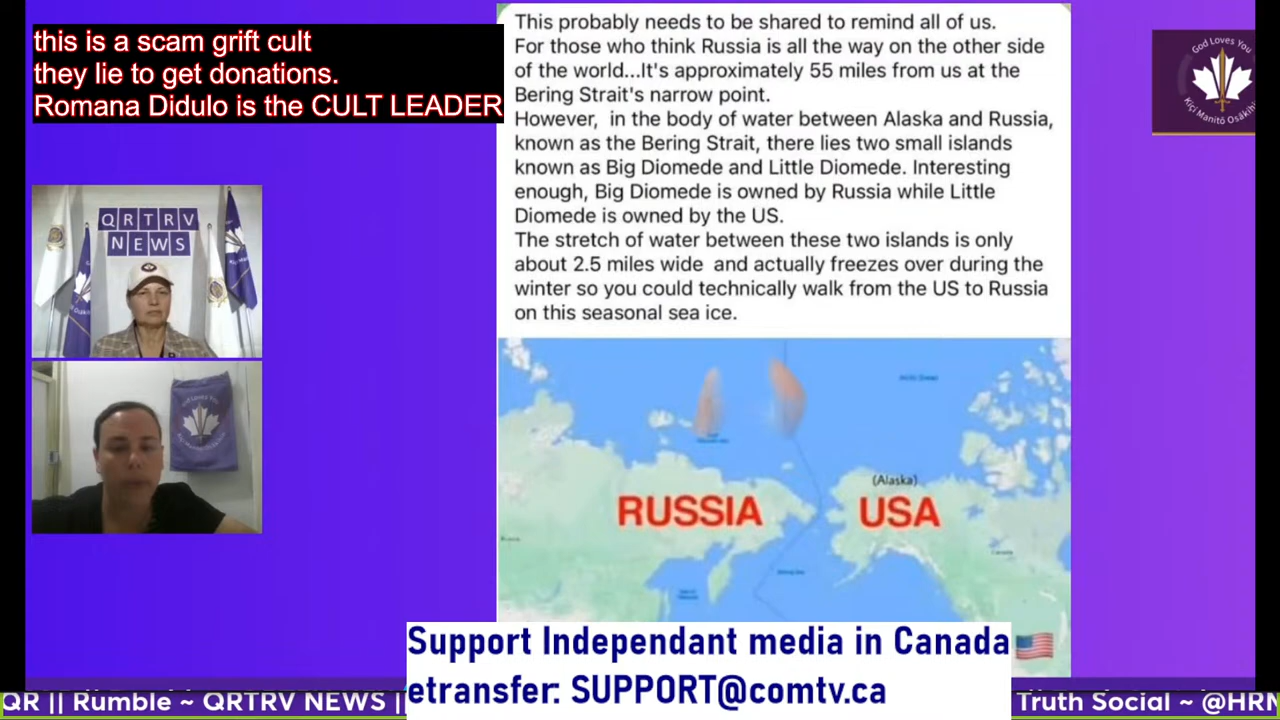 this is a scam grift cult
they lie to get donations.
Romana Didulo is the CULT LEADER
This probably needs to be shared to remind all of us.
For those who think Russia is all the way on the other side
of the world...It's approximately 55 miles from us at the
Bering Strait's narrow point.
However, in the body of water between Alaska and Russia,
known as the Bering Strait, there lies two small islands
known as Big Diomede and Little Diomede. Interesting
enough, Big Diomede is owned by Russia while Little
Diomede is owned by the US.
The stretch of water between these two islands is only
about 2.5 miles wide and actually freezes over during the
winter so you could technically walk from the US to Russia
on this seasonal sea ice.
God Loves You
Kiçi Manitō Osākihi
QRTRV
NEWS
God Loves You
(Alaska)
RUSSIA
USA
Canada
Support Independant media in Canada
etransfer: SUPPORT@comtv.ca
QR || Rumble ~ QRTRV NEWS ||
Truth Social ~ @HRN